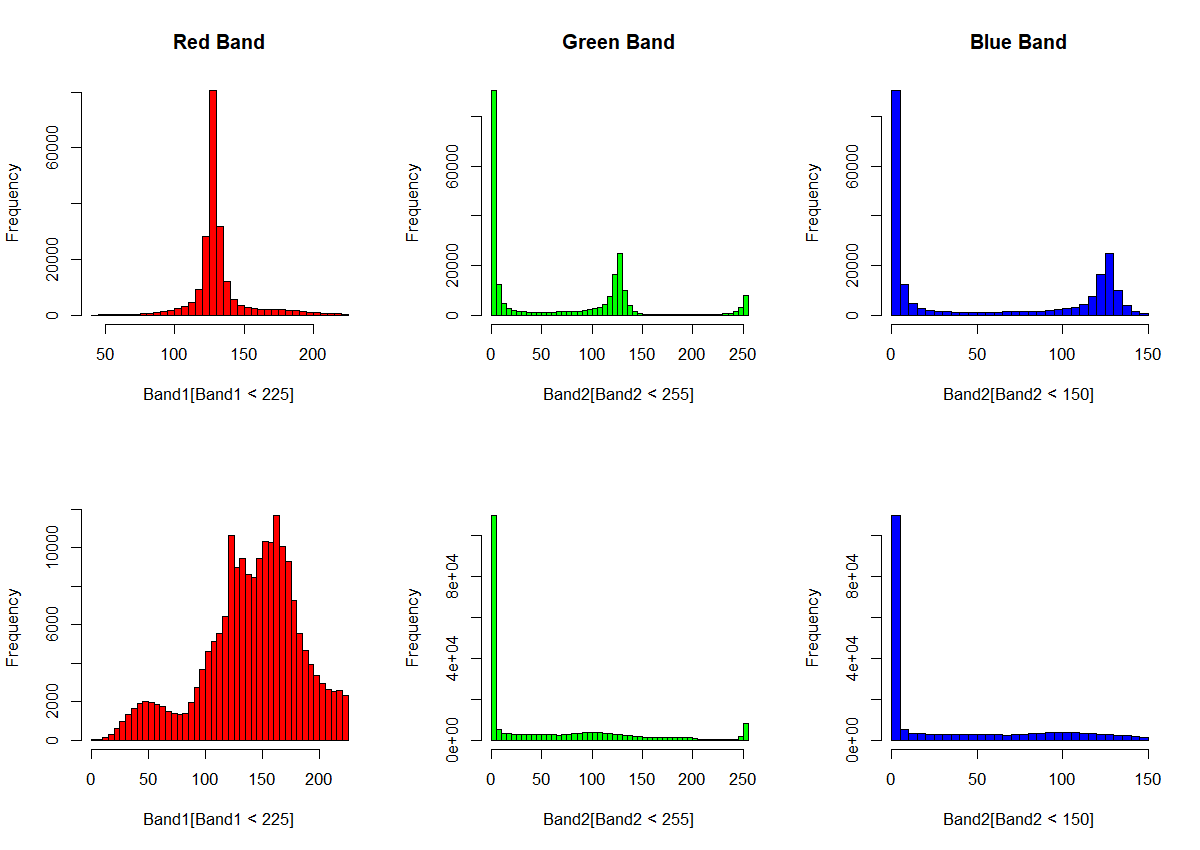 Red Band
Green Band
Blue Band
Frequency
0
20000
60000
50
100
150
200
Band1[Band1 < 225]
Frequency
0
20000
60000
0
50
100
150
200
250
Band2[Band2 < 255]
Frequency
0
20000
60000
0
50
100
150
Band2[Band2 < 150]
Frequency
0
2000
6000
10000
0
50
100
150
200
Band1[Band1 < 225]
Frequency
0e+00
4e+04
8e+04
0
50
100
150
200
250
Band2[Band2 < 255]
Frequency
0e+00
4e+04
8e+04
0
50
100
150
Band2[Band2 < 150]